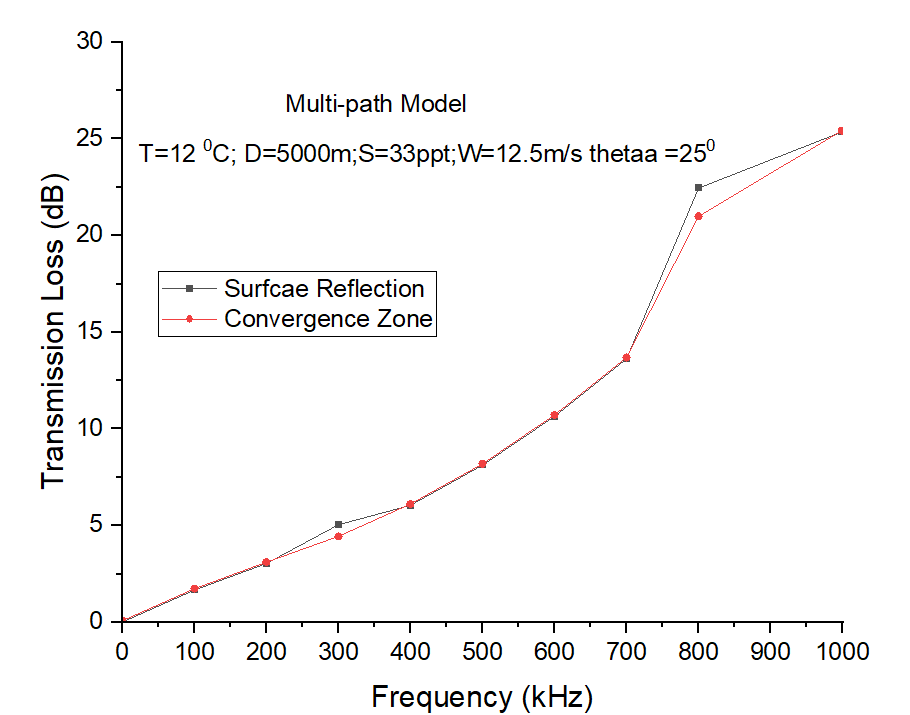 30
Multi-path Model
25
T=12 ⁰C; D=5000m;S=33ppt;W=12.5m/s thetaa =25⁰
20
Transmission Loss (dB)
Surfcae Reflection
Convergence Zone
15
10
5
0
0 100 200 300 400 500 600 700 800 900 1000
Frequency (kHz)